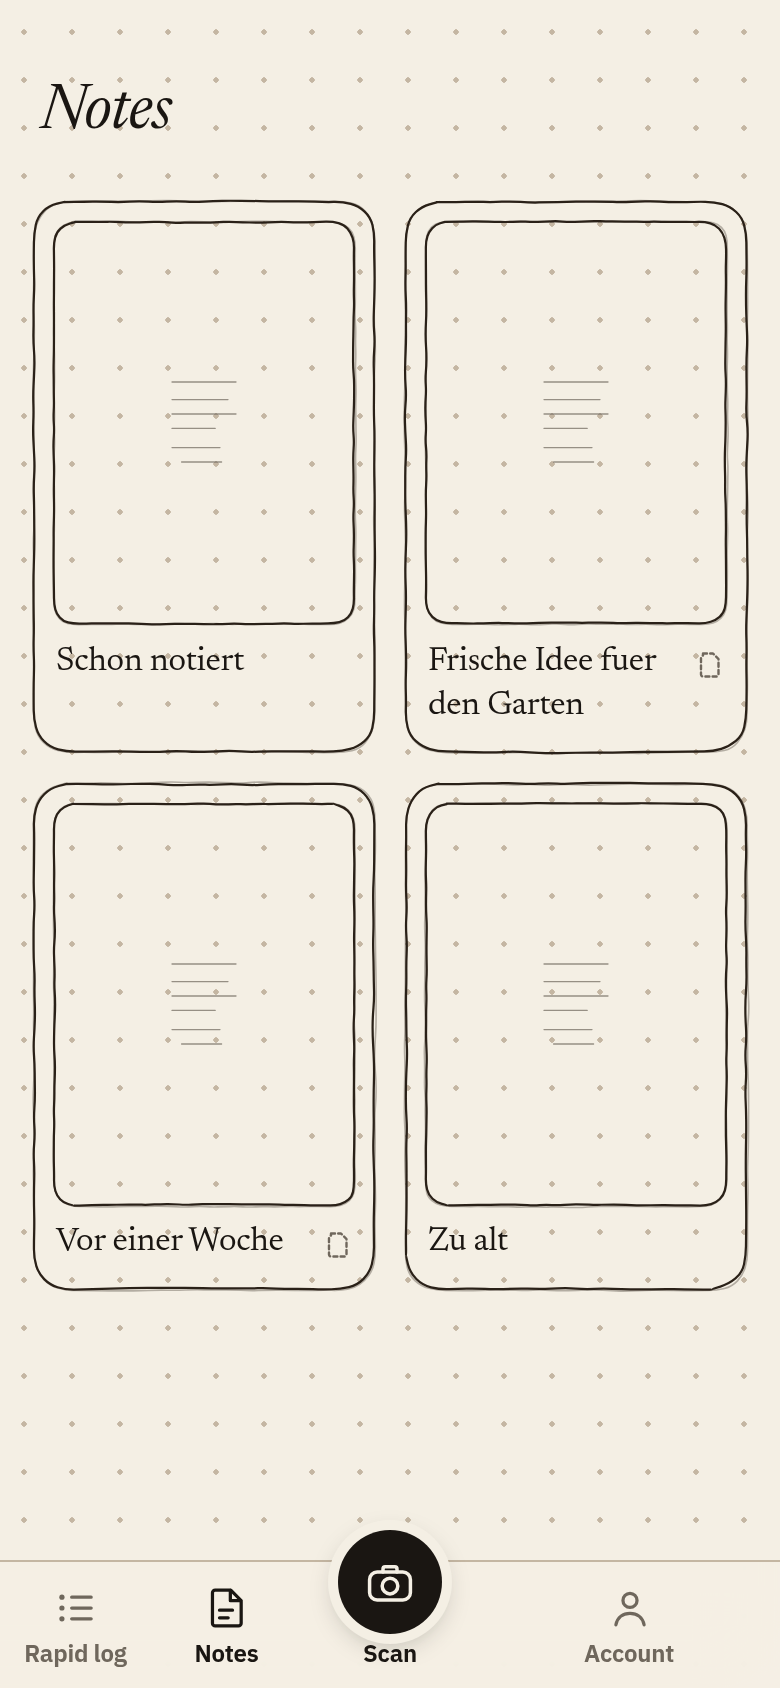 Notes
Schon notiert
Frische Idee fuer
den Garten
Vor einer Woche
Zu alt
Rapid log
Notes
Scan
Account